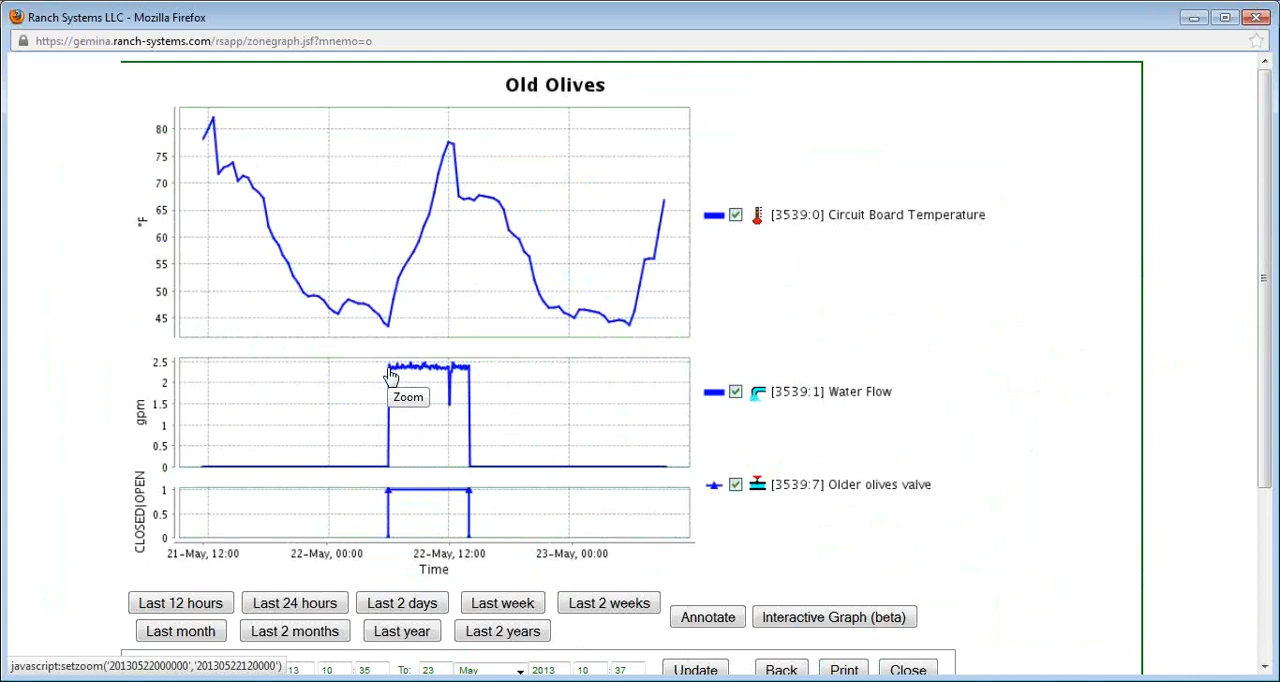 Ranch Systems LLC - Mozilla Firefox
https://gemina.ranch-systems.com/rsapp/zonegraph.jsf?mnemo=o
Old Olives
80
75
70
65
60
55
50
45
°F
[3539:0] Circuit Board Temperature
2.5
2
1.5
1
0.5
0
gpm
Zoom
[3539:1] Water Flow
1
0.5
0
CLOSED|OPEN
[3539:7] Older olives valve
21-May, 12:00 22-May, 00:00 22-May, 12:00 23-May, 00:00
Time
Last 12 hours Last 24 hours Last 2 days Last week Last 2 weeks
Annotate Interactive Graph (beta)
Last month Last 2 months Last year Last 2 years
javascript:setzoom('20130522000000','20130522120000') 13 10 : 35 To: 23 May 2013 10 : 37 Update Back Print Close